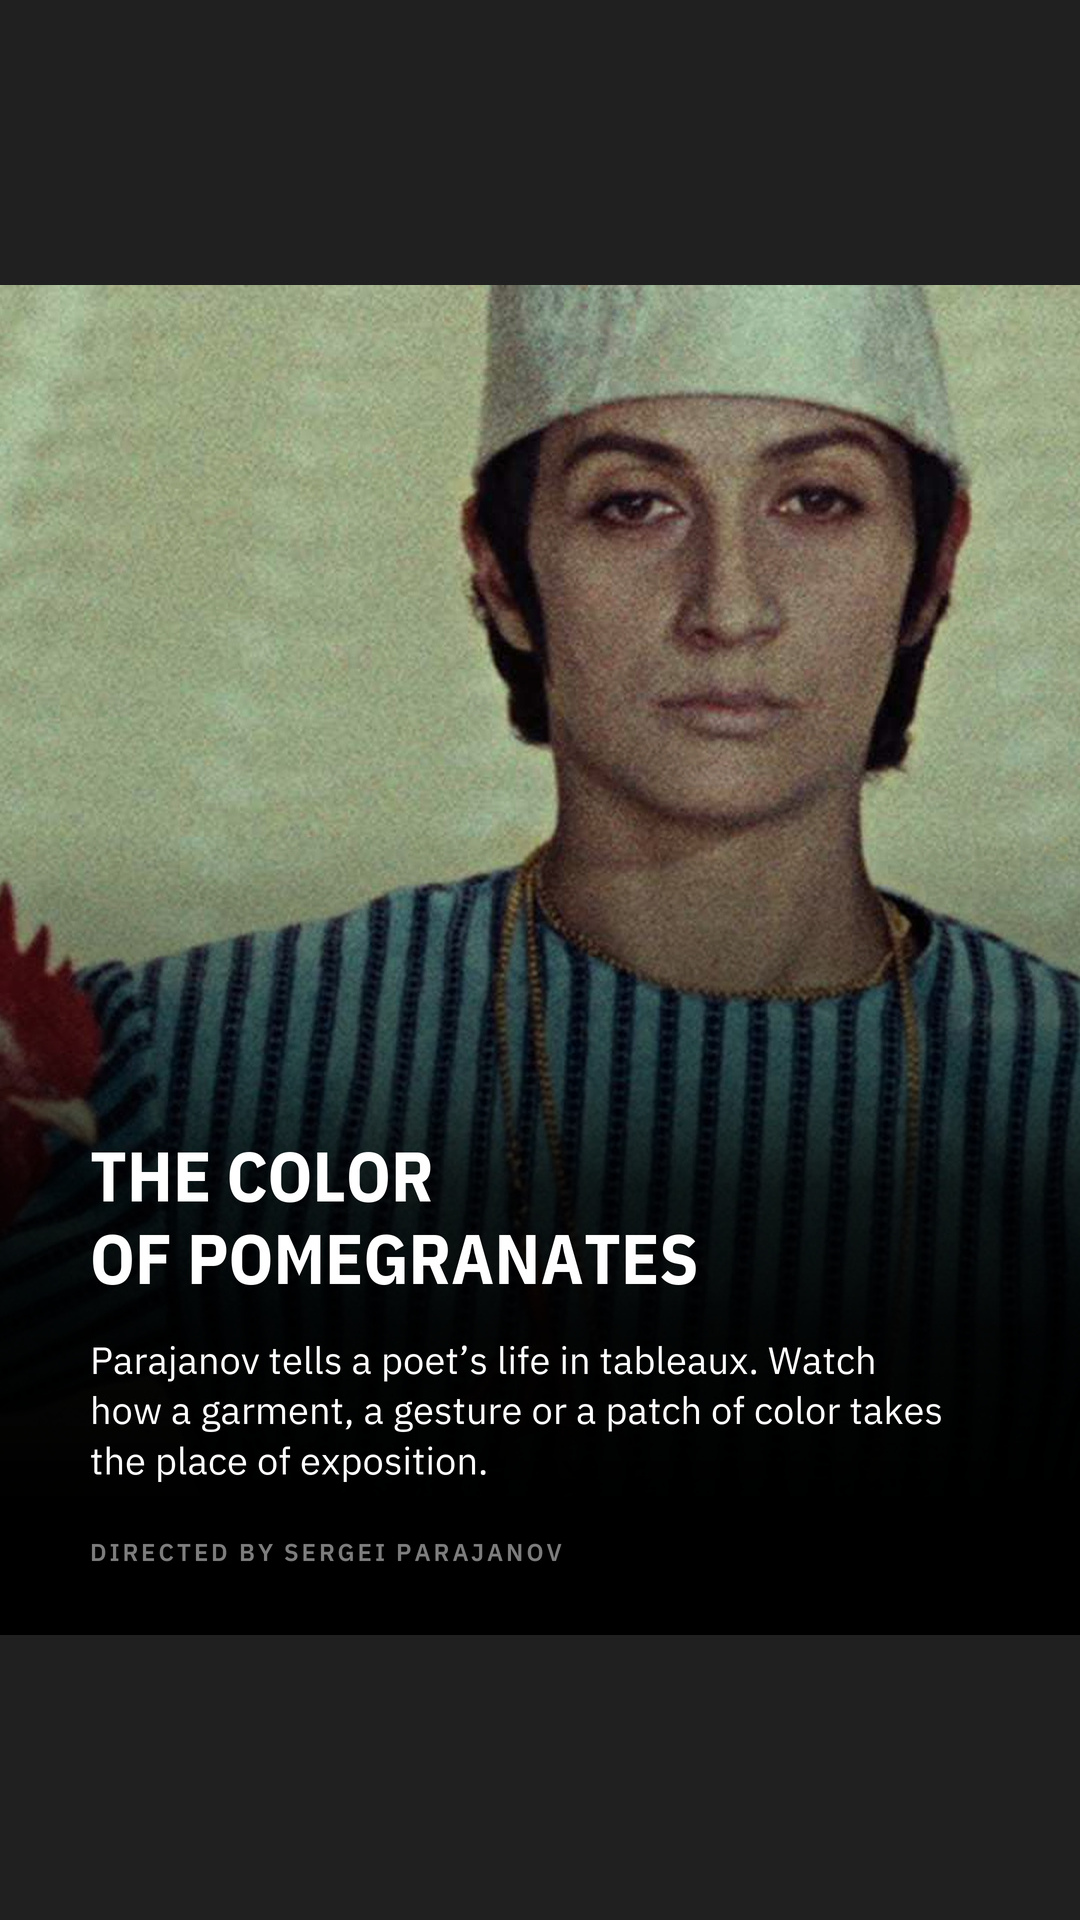 THE COLOR
OF POMEGRANATES
Parajanov tells a poet’s life in tableaux. Watch
how a garment, a gesture or a patch of color takes
the place of exposition.
DIRECTED BY SERGEI PARAJANOV